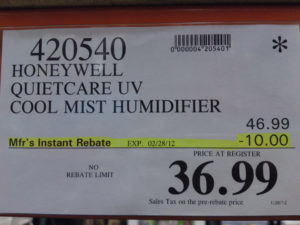 420540
0000004205401
*
HONEYWELL
QUIETCARE UV
COOL MIST HUMIDIFIER
46.99
Mfr's Instant Rebate EXP. 02/28/12 -10.00
PRICE AT REGISTER
NO
REBATE LIMIT
36.99
Sales Tax on the pre-rebate price